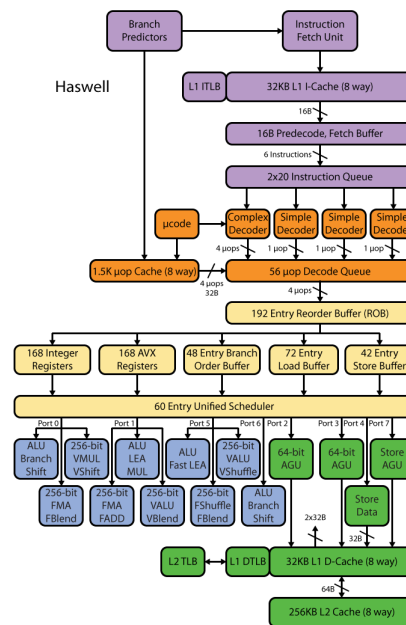 Branch
Predictors
Instruction
Fetch Unit
Haswell
L1 ITLB
32KB L1 I-Cache (8 way)
16B
16B Predecode, Fetch Buffer
6 Instructions
2x20 Instruction Queue
µcode
Complex
Decoder
Simple
Decoder
Simple
Decoder
Simple
Decoder
4 µops
1 µop
1 µop
1 µop
1.5K µop Cache (8 way)
4 µops
32B
56 µop Decode Queue
4 µops
192 Entry Reorder Buffer (ROB)
168 Integer
Registers
168 AVX
Registers
48 Entry Branch
Order Buffer
72 Entry
Load Buffer
42 Entry
Store Buffer
60 Entry Unified Scheduler
Port 0
Port 1
Port 5
Port 6
Port 2
Port 3
Port 4
Port 7
ALU
Branch
Shift
256-bit
VMUL
VShift
ALU
LEA
MUL
ALU
Fast LEA
256-bit
VALU
VShuffle
64-bit
AGU
64-bit
AGU
Store
AGU
256-bit
FMA
FBlend
256-bit
FMA
FADD
256-bit
VALU
VBlend
256-bit
FShuffle
FBlend
ALU
Branch
Shift
Store
Data
2x32B
32B
L2 TLB
L1 DTLB
32KB L1 D-Cache (8 way)
64B
256KB L2 Cache (8 way)